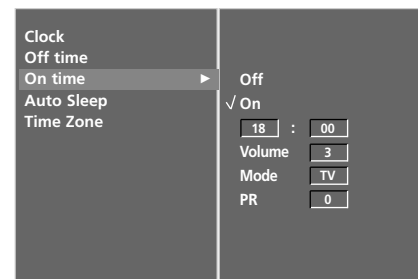 Clock
Off time
On time ►
Auto Sleep
Time Zone
Off
√ On
18 : 00
Volume 3
Mode TV
PR 0